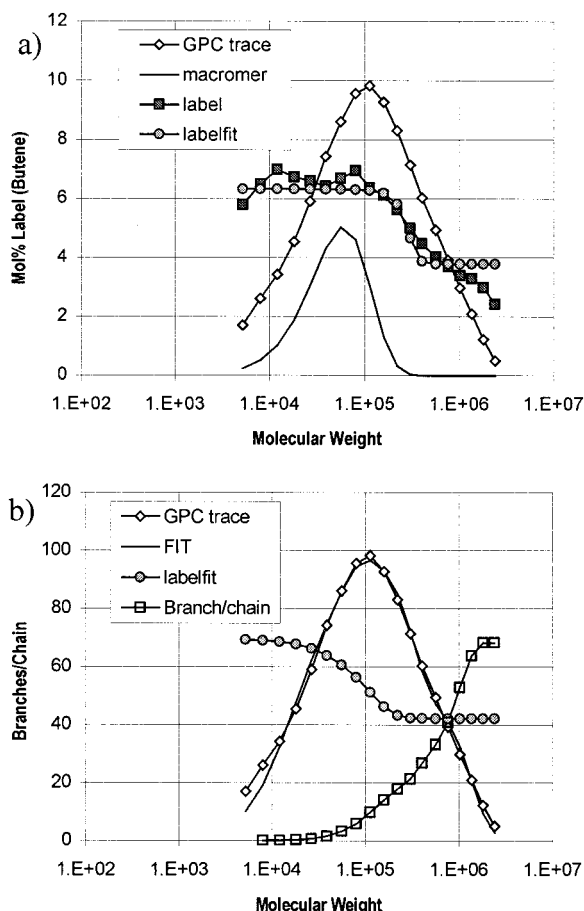 a)
12
10
8
6
4
2
0
Mol% Label (Butene)
GPC trace
macromer
label
labelfit
1.E+02 1.E+03 1.E+04 1.E+05 1.E+06 1.E+07
Molecular Weight
b)
120
100
80
60
40
20
0
Branches/Chain
GPC trace
FIT
labelfit
Branch/chain
1.E+02 1.E+03 1.E+04 1.E+05 1.E+06 1.E+07
Molecular Weight